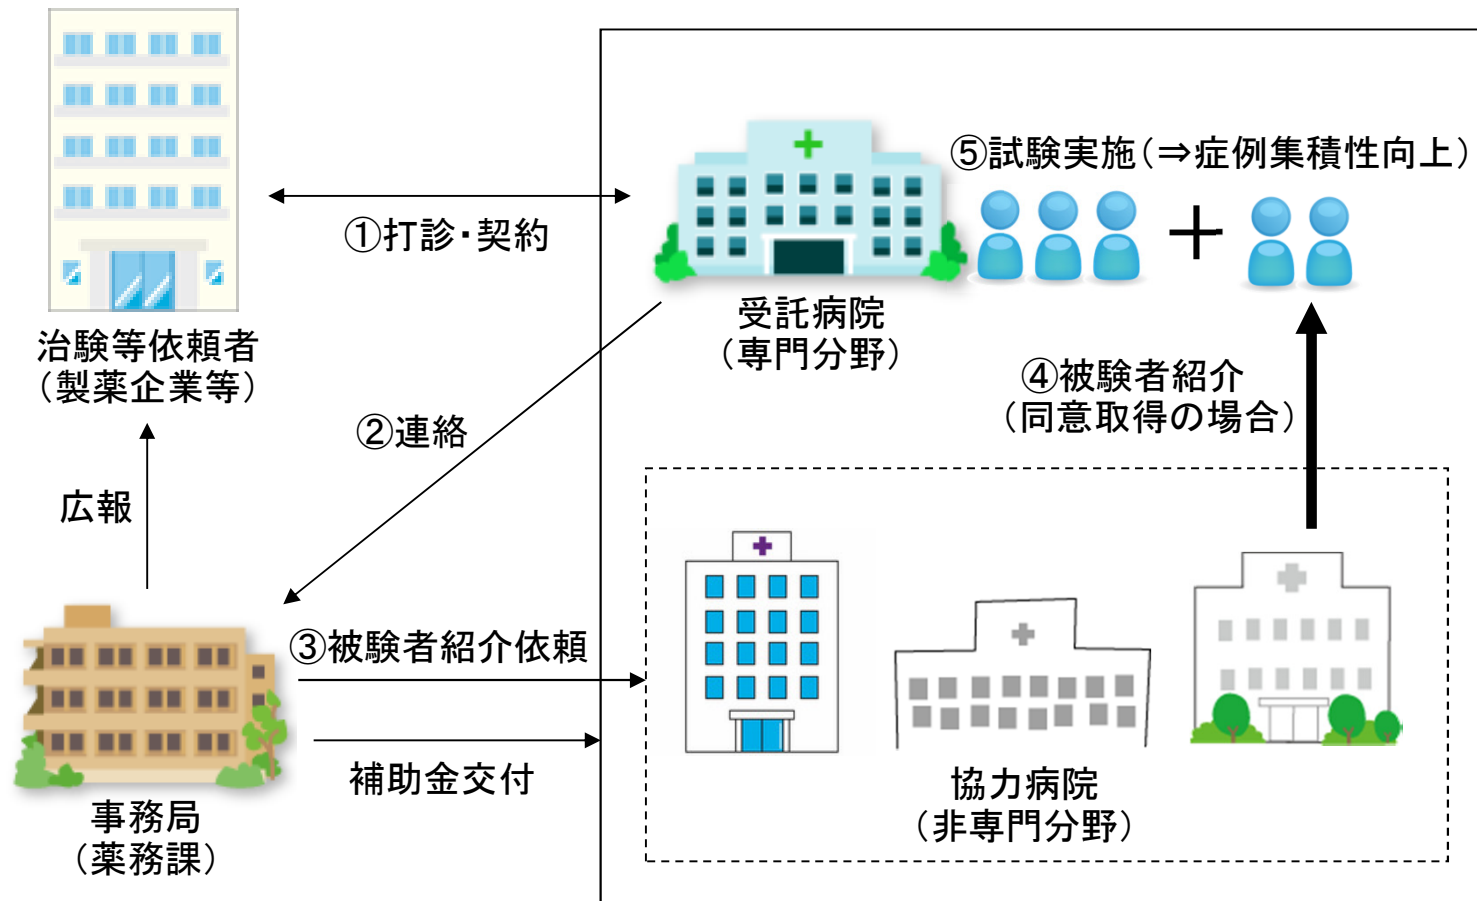 ⑤試験実施(⇒症例集積性向上)
①打診・契約
受託病院
(専門分野)
治験等依頼者
(製薬企業等)
④被験者紹介
(同意取得の場合)
②連絡
広報
③被験者紹介依頼
補助金交付
協力病院
(非専門分野)
事務局
(薬務課)